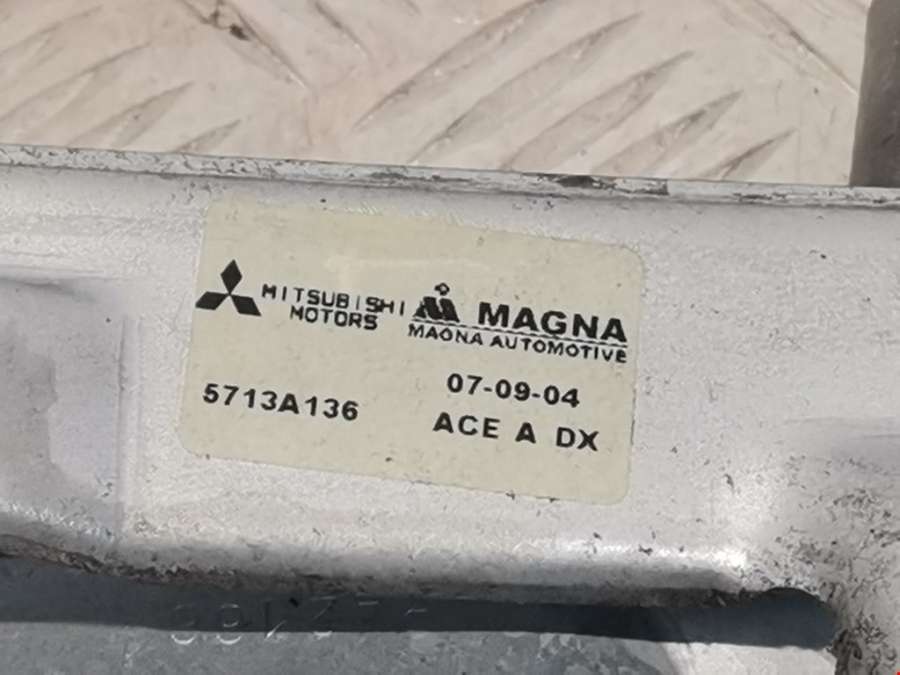 MITSUBISHI
MOTORS
MAGNA
MAGNA AUTOMOTIVE
07-09-04
5713A136
ACE A DX